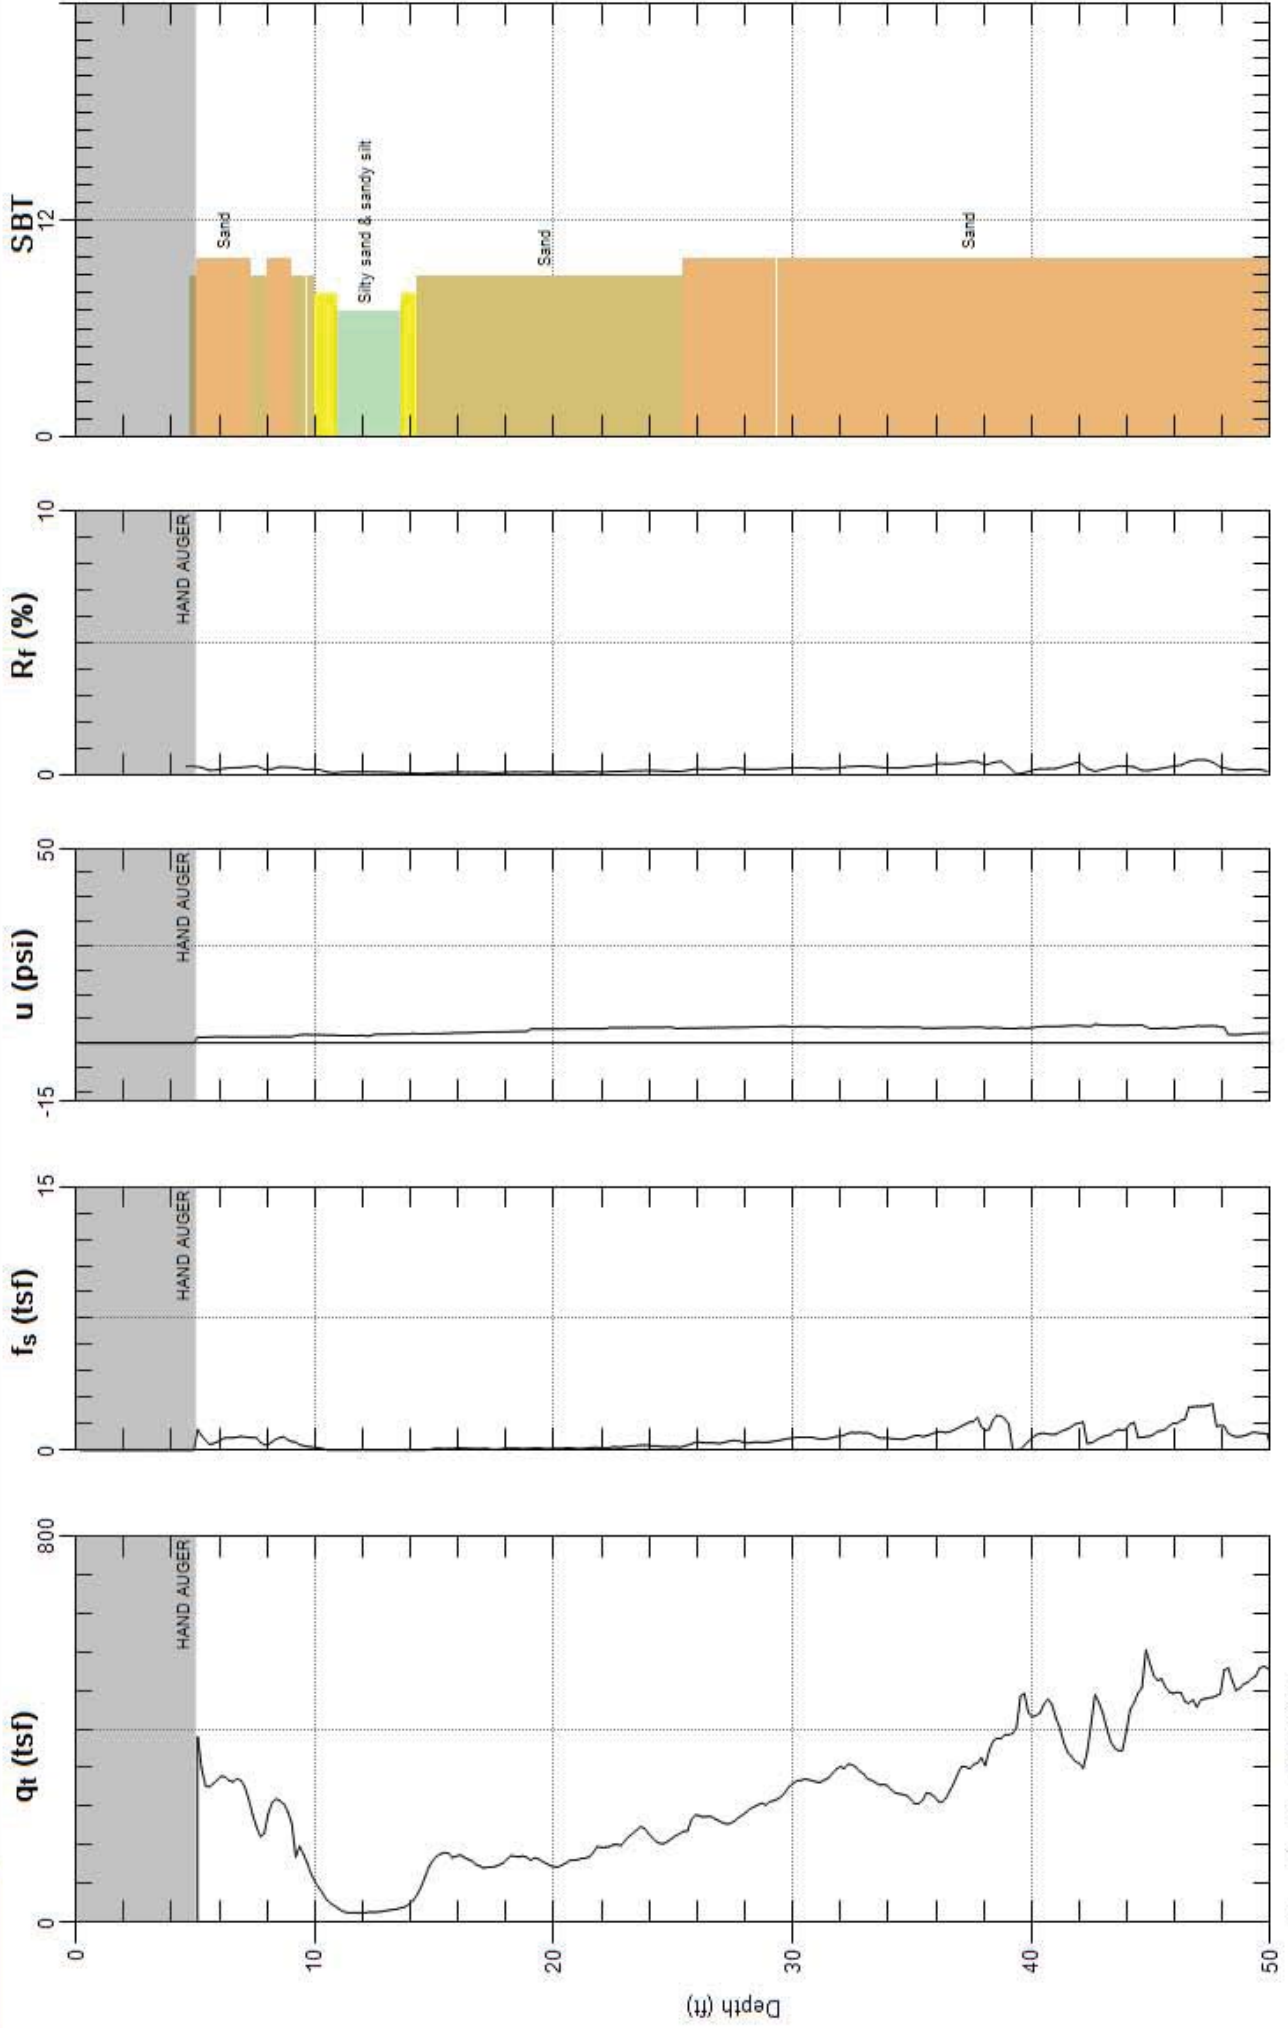 qt (tsf)
fs (tsf)
u (psi)
Rf (%)
SBT
0
800
0
15
-15
50
0
10
0
12
HAND AUGER
HAND AUGER
HAND AUGER
HAND AUGER
Sand
Silty sand & sandy silt
Sand
Sand
0
10
20
30
40
50
Depth (ft)